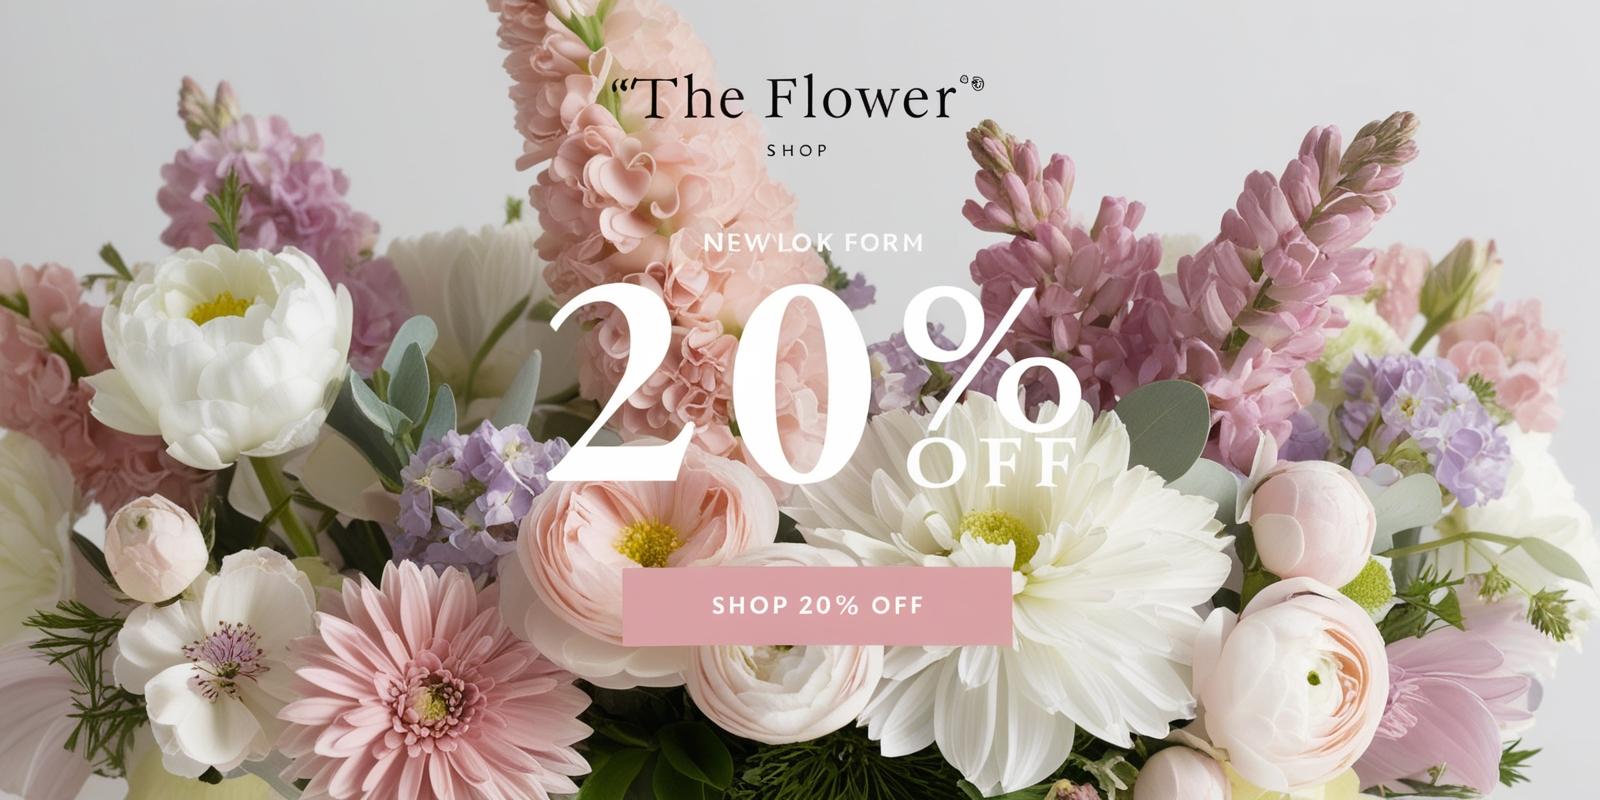 “The Flower
SHOP
NEW LOK FORM
20%
OFF
SHOP 20% OFF